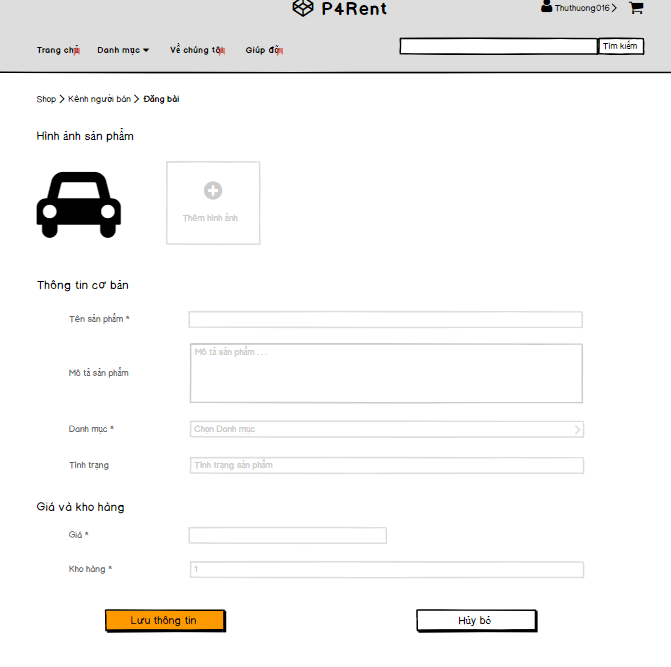 P4Rent
Thuthuong016
Trang chủ Danh mục Về chúng tôi Giúp đỡ Tìm kiếm
Shop > Kênh người bán > Đăng bài
Hình ảnh sản phẩm
Thêm hình ảnh
Thông tin cơ bản
Tên sản phẩm *
Mô tả sản phẩm Mô tả sản phẩm . . .
Danh mục * Chọn Danh mục
Tình trạng Tình trạng sản phẩm
Giá và kho hàng
Giá *
Kho hàng * 1
Lưu thông tin Hủy bỏ